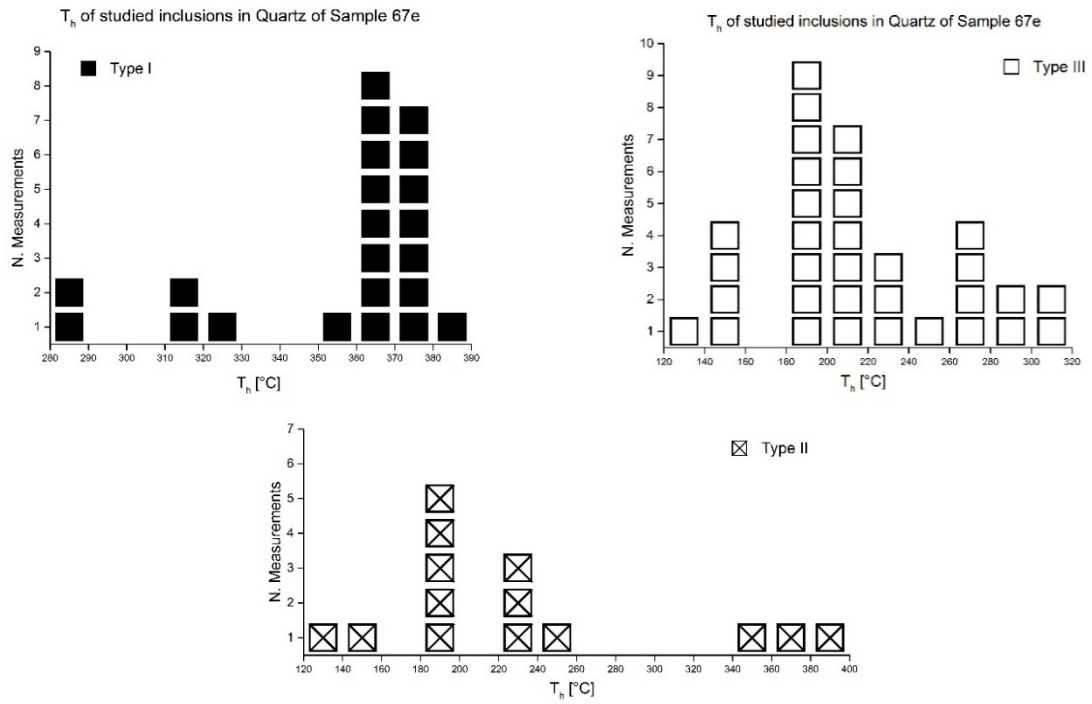 Tₕ of studied inclusions in Quartz of Sample 67e
Type I
N. Measurements
9
8
7
6
5
4
3
2
1
280 290 300 310 320 330 340 350 360 370 380 390
Tₕ [°C]
Tₕ of studied inclusions in Quartz of Sample 67e
Type III
N. Measurements
10
9
8
7
6
5
4
3
2
1
120 140 160 180 200 220 240 260 280 300 320
Tₕ [°C]
Type II
N. Measurements
7
6
5
4
3
2
1
120 140 160 180 200 220 240 260 280 300 320 340 360 380 400
Tₕ [°C]